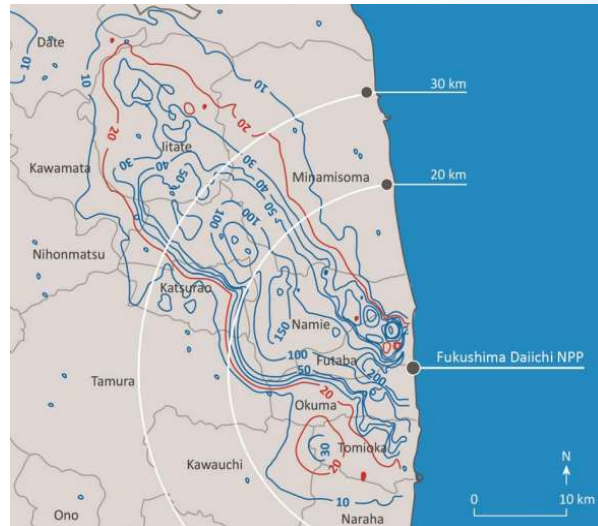 Date
10
10
10
30 km
20
20
Iitate
30
30
40
40
50
50
Kawamata
Minamisoma
20 km
100
100
Nihonmatsu
Katsurao
150
Namie
100
Futaba
Fukushima Daiichi NPP
50
200
Tamura
20
Okuma
Tomioka
30
20
Kawauchi
10
Ono
Naraha
N
0
10 km